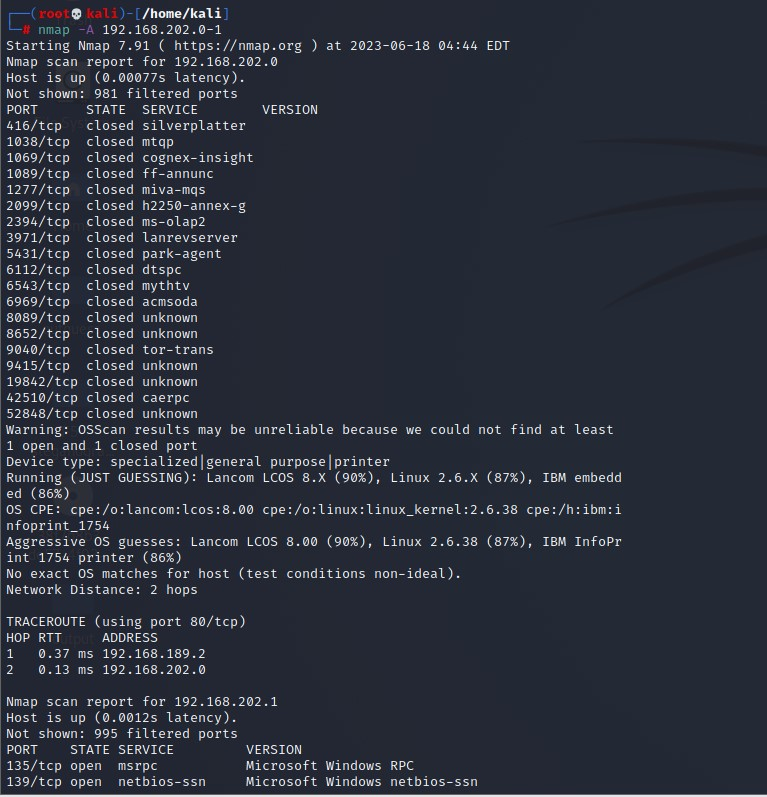 ┌──(root💀kali)-[/home/kali]
└─# nmap -A 192.168.202.0-1
Starting Nmap 7.91 ( https://nmap.org ) at 2023-06-18 04:44 EDT
Nmap scan report for 192.168.202.0
Host is up (0.00077s latency).
Not shown: 981 filtered ports
PORT      STATE  SERVICE        VERSION
416/tcp   closed silverplatter
1038/tcp  closed mtqp
1069/tcp  closed cognex-insight
1089/tcp  closed ff-annunc
1277/tcp  closed miva-mqs
2099/tcp  closed h2250-annex-g
2394/tcp  closed ms-olap2
3971/tcp  closed lanrevserver
5431/tcp  closed park-agent
6112/tcp  closed dtspc
6543/tcp  closed mythtv
6969/tcp  closed acmsoda
8089/tcp  closed unknown
8652/tcp  closed unknown
9040/tcp  closed tor-trans
9415/tcp  closed unknown
19842/tcp closed unknown
42510/tcp closed caerpc
52848/tcp closed unknown
Warning: OSScan results may be unreliable because we could not find at least
1 open and 1 closed port
Device type: specialized|general purpose|printer
Running (JUST GUESSING): Lancom LCOS 8.X (90%), Linux 2.6.X (87%), IBM embedd
ed (86%)
OS CPE: cpe:/o:lancom:lcos:8.00 cpe:/o:linux:linux_kernel:2.6.38 cpe:/h:ibm:i
nfoprint_1754
Aggressive OS guesses: Lancom LCOS 8.00 (90%), Linux 2.6.38 (87%), IBM InfoPr
int 1754 printer (86%)
No exact OS matches for host (test conditions non-ideal).
Network Distance: 2 hops

TRACEROUTE (using port 80/tcp)
HOP RTT     ADDRESS
1   0.37 ms 192.168.189.2
2   0.13 ms 192.168.202.0

Nmap scan report for 192.168.202.1
Host is up (0.0012s latency).
Not shown: 995 filtered ports
PORT    STATE SERVICE         VERSION
135/tcp open  msrpc           Microsoft Windows RPC
139/tcp open  netbios-ssn     Microsoft Windows netbios-ssn